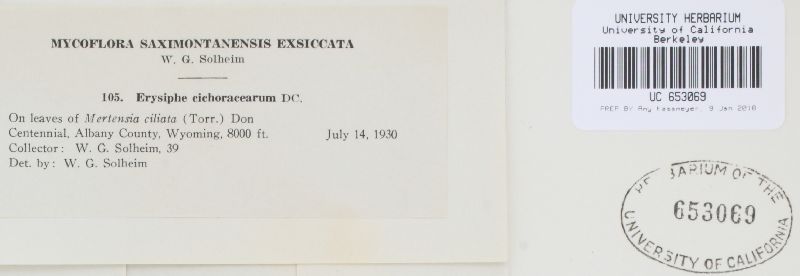 MYCOFLORA SAXIMONTANENSIS EXSICCATA
W. G. Solheim
105. Erysiphe cichoracearum DC.
On leaves of Mertensia ciliata (Torr.) Don
Centennial, Albany County, Wyoming, 8000 ft. July 14, 1930
Collector: W. G. Solheim, 39
Det. by: W. G. Solheim
UNIVERSITY HERBARIUM
University of California
Berkeley
UC 653069
PREP BY Amy Kasameyer, 9 Jan 2018
HERBARIUM OF THE
653069
UNIVERSITY OF CALIFORNIA